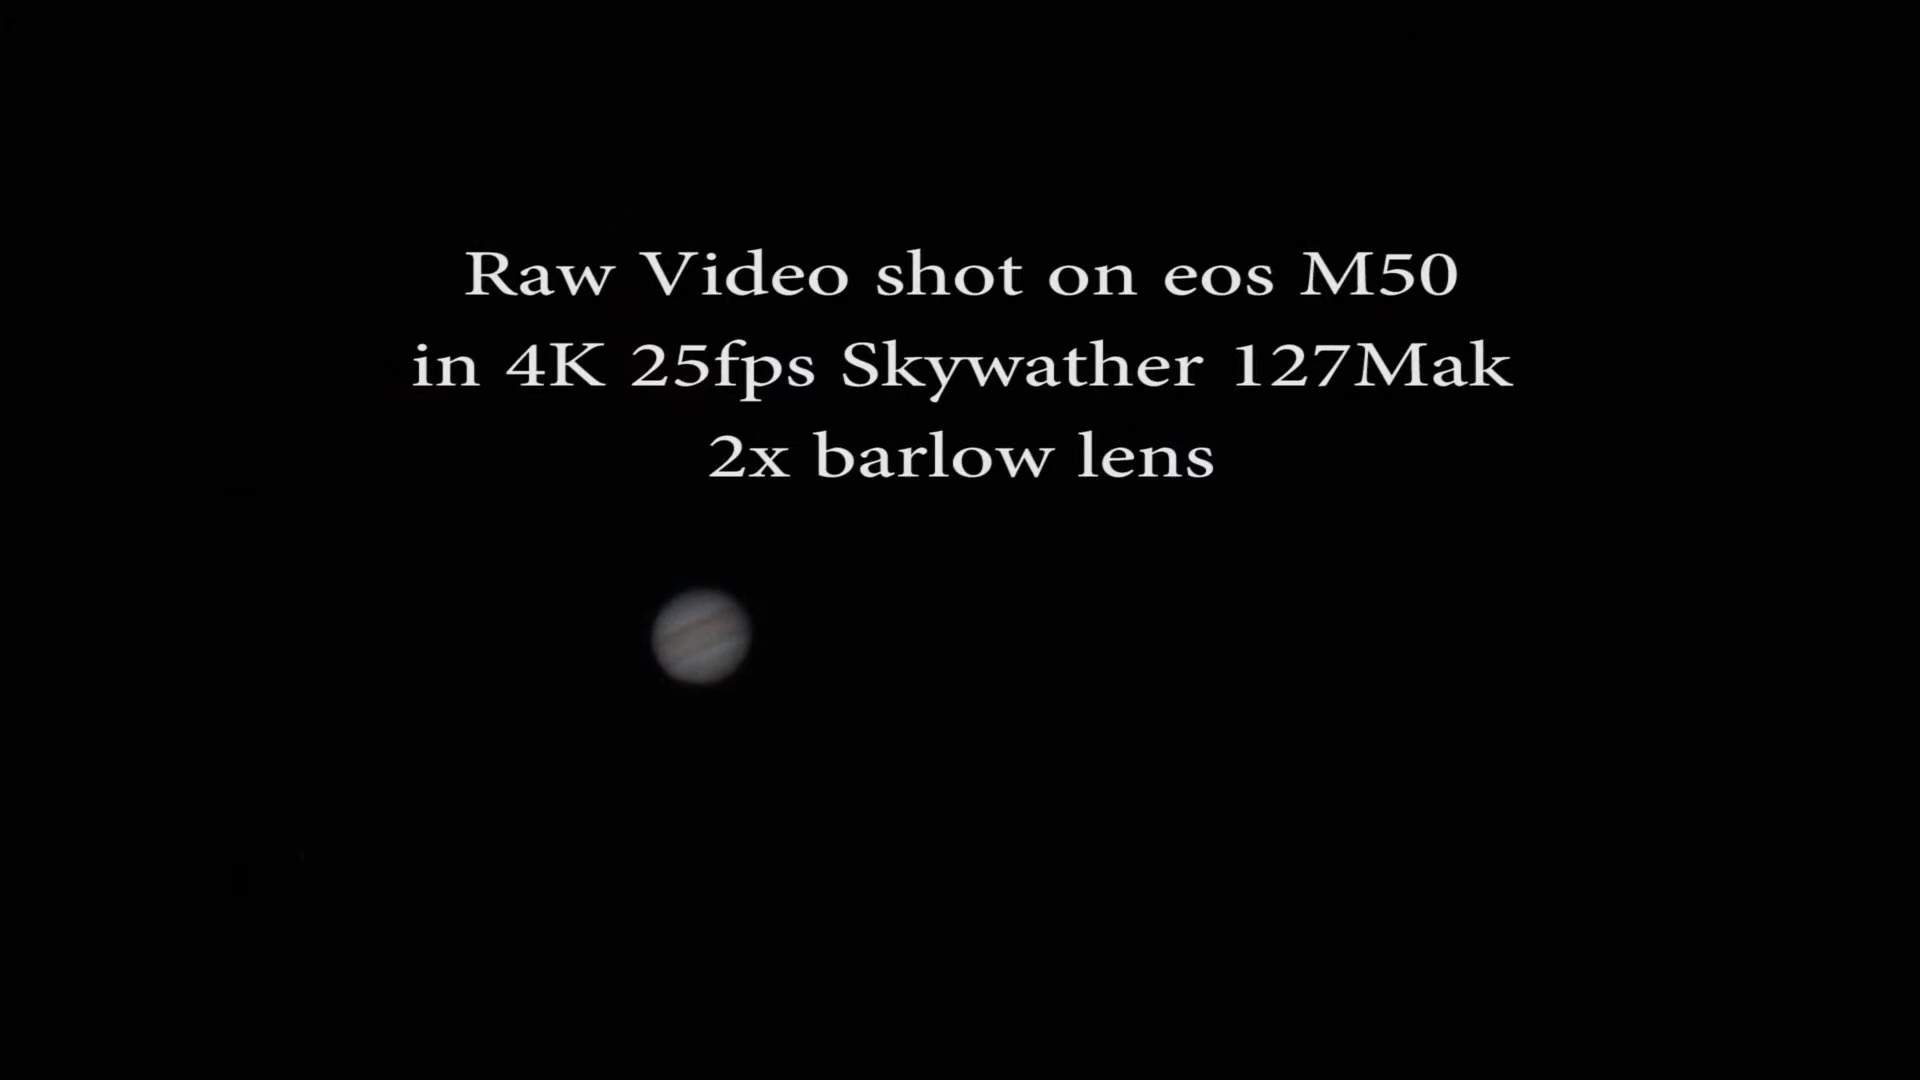 Raw Video shot on eos M50
in 4K 25fps Skywather 127Mak
2x barlow lens